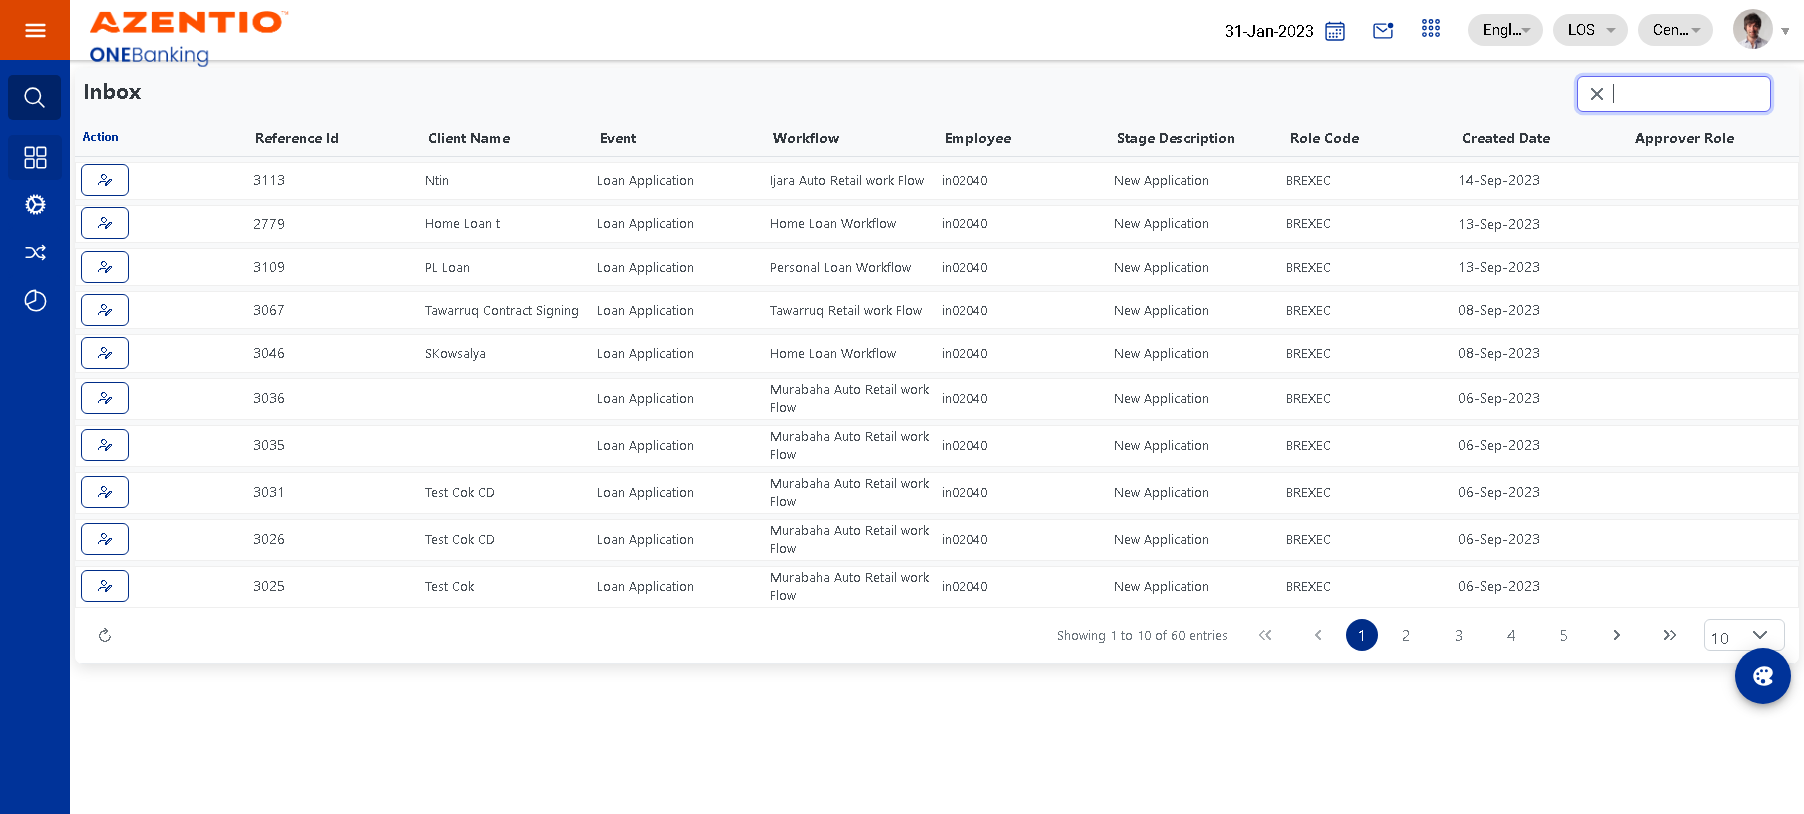 AZENTIO™
ONEBanking
31-Jan-2023
Engl...
LOS
Cen...
Inbox
Action Reference Id Client Name Event Workflow Employee Stage Description Role Code Created Date Approver Role
3113 Ntin Loan Application Ijara Auto Retail work Flow in02040 New Application BREXEC 14-Sep-2023
2779 Home Loan t Loan Application Home Loan Workflow in02040 New Application BREXEC 13-Sep-2023
3109 PL Loan Loan Application Personal Loan Workflow in02040 New Application BREXEC 13-Sep-2023
3067 Tawarruq Contract Signing Loan Application Tawarruq Retail work Flow in02040 New Application BREXEC 08-Sep-2023
3046 SKowsalya Loan Application Home Loan Workflow in02040 New Application BREXEC 08-Sep-2023
3036 Loan Application Murabaha Auto Retail work Flow in02040 New Application BREXEC 06-Sep-2023
3035 Loan Application Murabaha Auto Retail work Flow in02040 New Application BREXEC 06-Sep-2023
3031 Test Cok CD Loan Application Murabaha Auto Retail work Flow in02040 New Application BREXEC 06-Sep-2023
3026 Test Cok CD Loan Application Murabaha Auto Retail work Flow in02040 New Application BREXEC 06-Sep-2023
3025 Test Cok Loan Application Murabaha Auto Retail work Flow in02040 New Application BREXEC 06-Sep-2023
Showing 1 to 10 of 60 entries 1 2 3 4 5 10